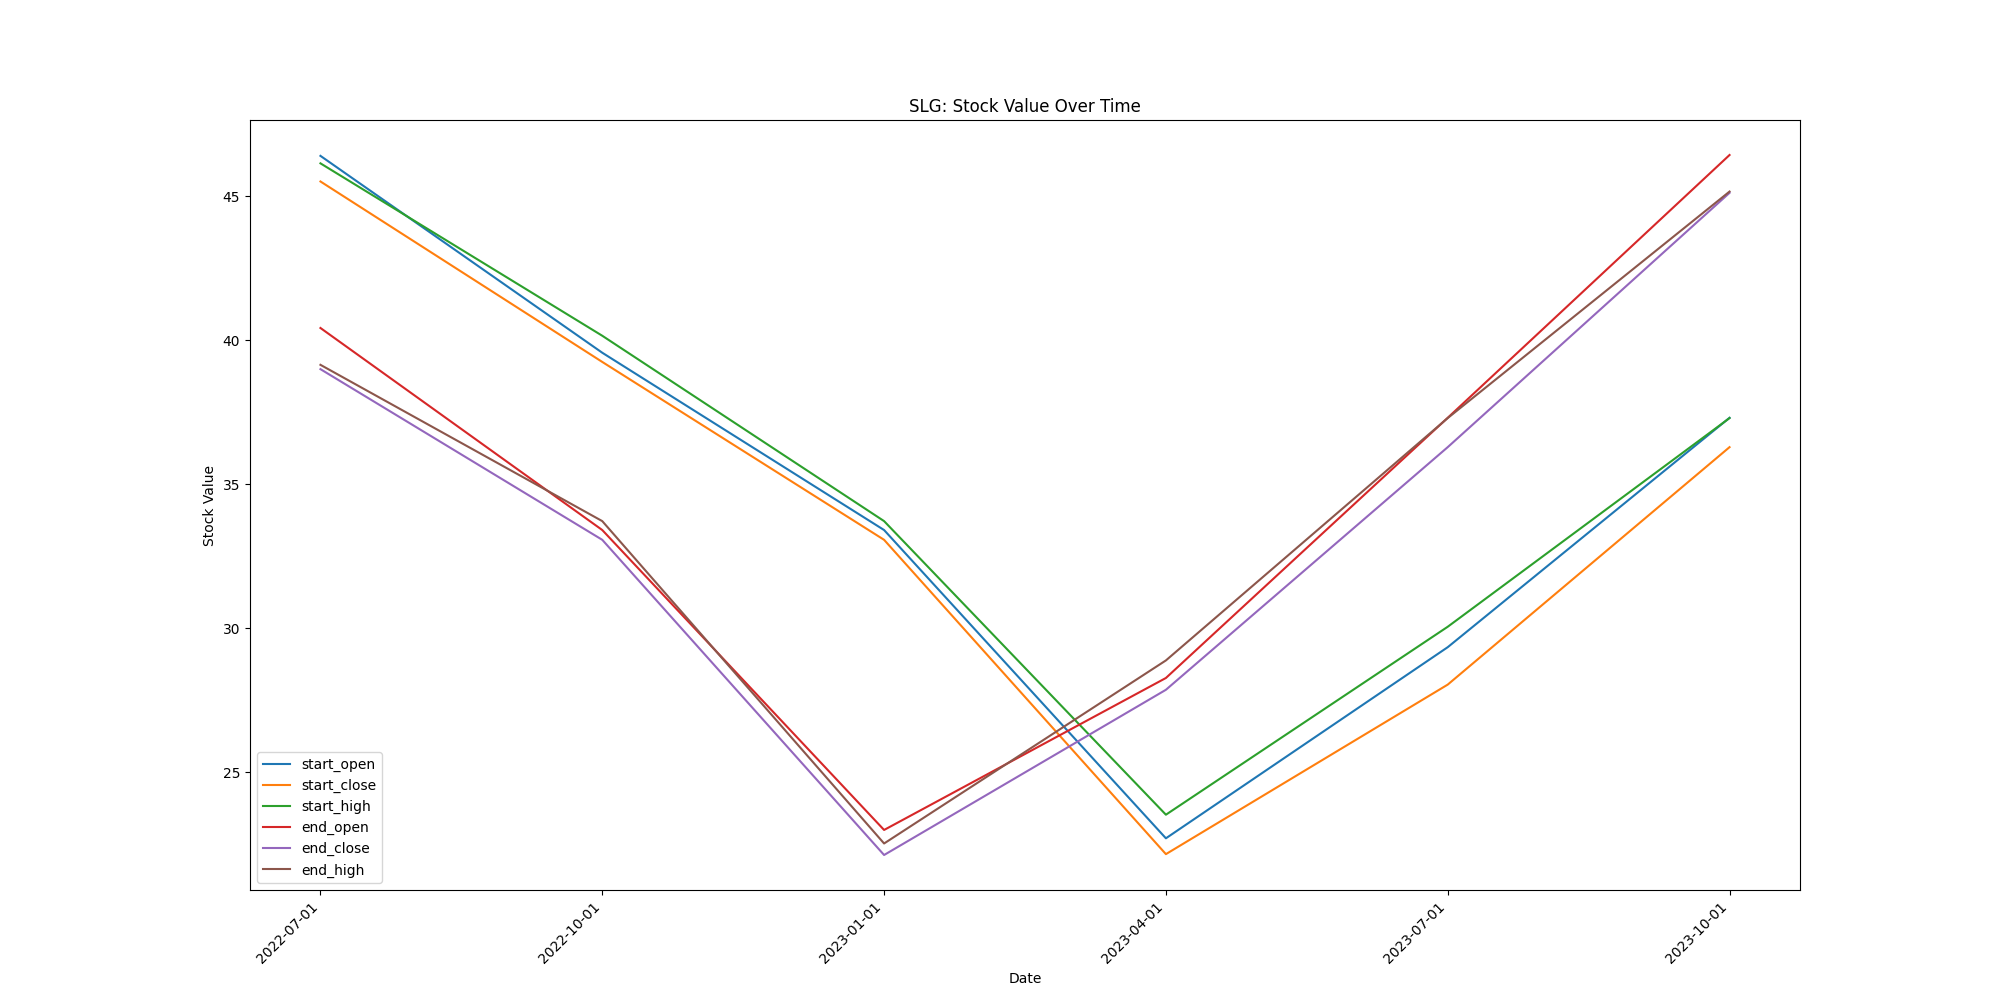 SLG: Stock Value Over Time
Stock Value
45
40
35
30
25
start_open
start_close
start_high
end_open
end_close
end_high
2022-07-01
2022-10-01
2023-01-01
2023-04-01
2023-07-01
2023-10-01
Date